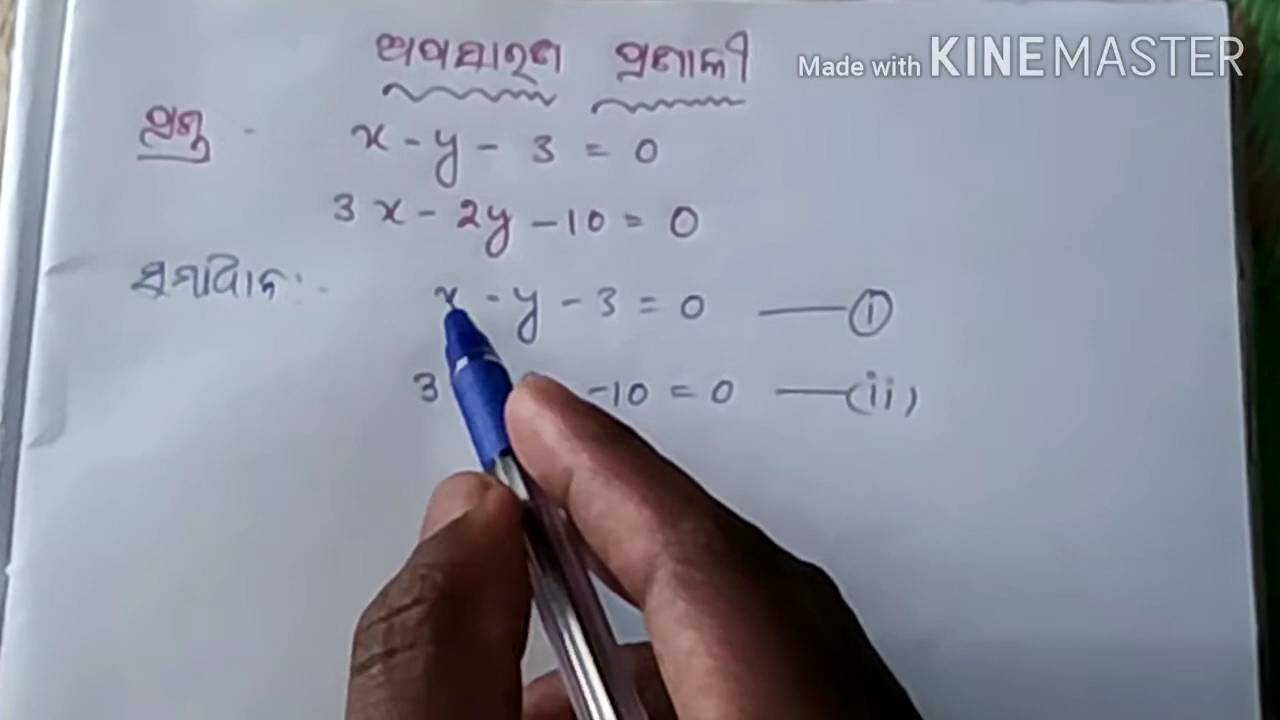 ଅପସାରଣ ପ୍ରଣାଳୀ
Made with KINEMASTER
ପ୍ରଶ୍ନ - x - y - 3 = 0
3x - 2y - 10 = 0
ସମାଧାନ:- x - y - 3 = 0 —— (i)
3 - 10 = 0 —— (ii)